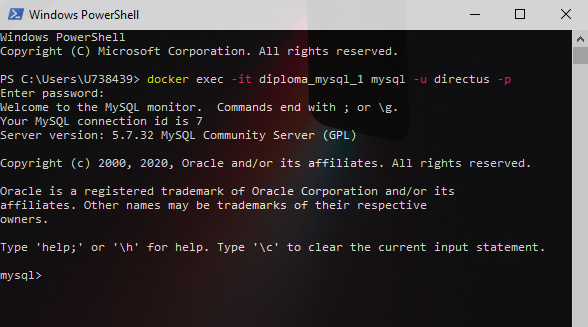 Windows PowerShell
Windows PowerShell
Copyright (C) Microsoft Corporation. All rights reserved.
PS C:\Users\U738439> docker exec -it diploma_mysql_1 mysql -u directus -p
Enter password:
Welcome to the MySQL monitor.  Commands end with ; or \g.
Your MySQL connection id is 7
Server version: 5.7.32 MySQL Community Server (GPL)
Copyright (c) 2000, 2020, Oracle and/or its affiliates. All rights reserved.
Oracle is a registered trademark of Oracle Corporation and/or its
affiliates. Other names may be trademarks of their respective
owners.
Type 'help;' or '\h' for help. Type '\c' to clear the current input statement.
mysql>